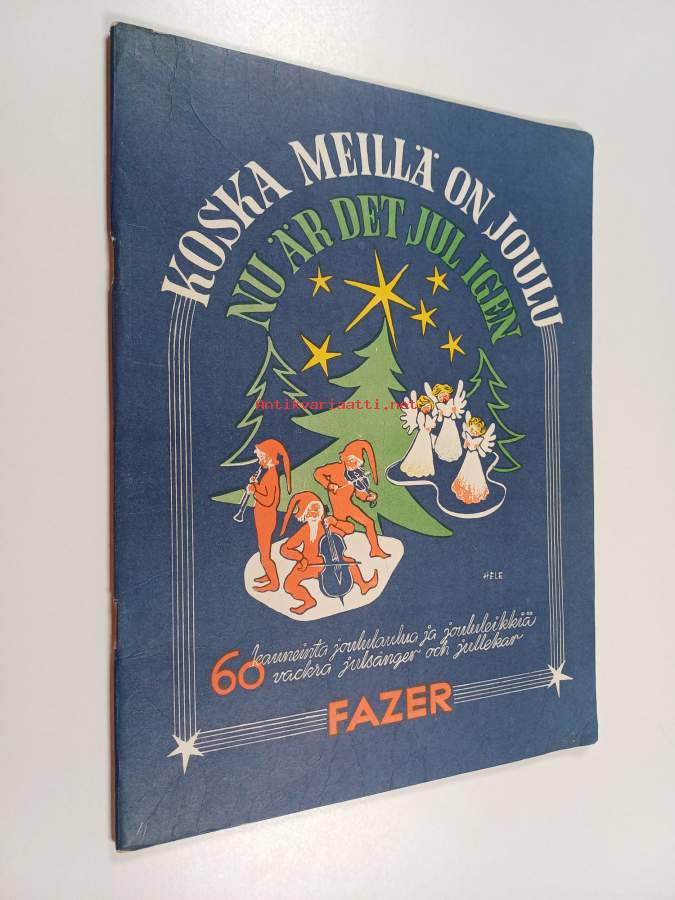 KOSKA MEILLÄ ON JOULU
NU ÄR DET JUL IGEN
Antikvariaatti.net
HELE
60 kauneinta joululaulua ja joululeikkiä
vackra julsånger och jullekar
FAZER